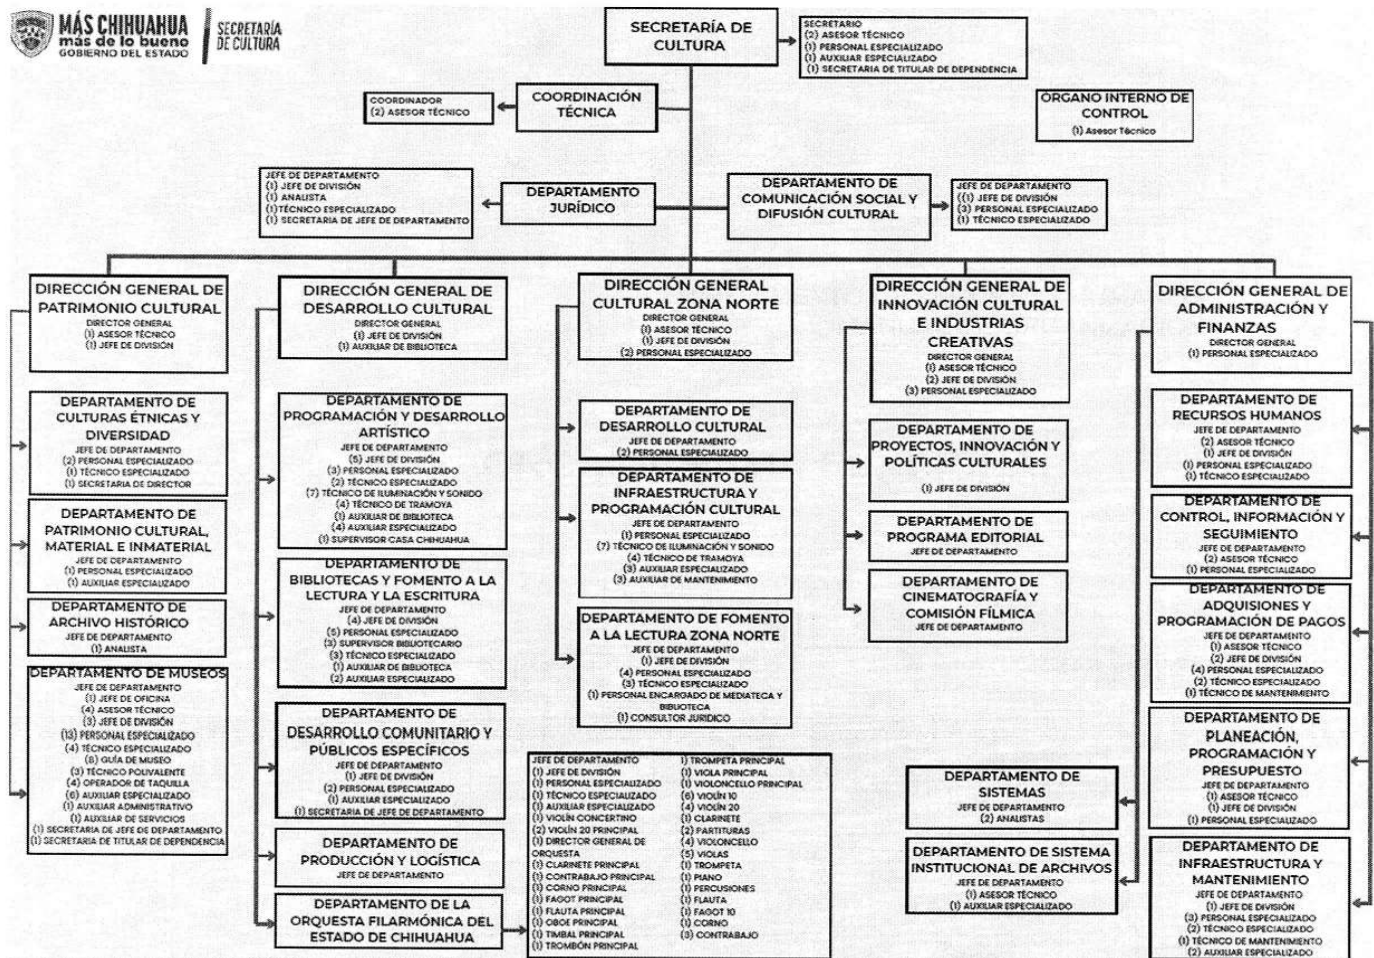 MÁS CHIHUAHUA
más de lo bueno
GOBIERNO DEL ESTADO
SECRETARÍA
DE CULTURA
SECRETARÍA DE
CULTURA
SECRETARIO
(2) ASESOR TÉCNICO
(1) PERSONAL ESPECIALIZADO
(1) AUXILIAR ESPECIALIZADO
(1) SECRETARIA DE TITULAR DE DEPENDENCIA
COORDINADOR
(2) ASESOR TÉCNICO
COORDINACIÓN
TÉCNICA
ORGANO INTERNO DE
CONTROL
(1) Asesor Técnico
JEFE DE DEPARTAMENTO
(1) JEFE DE DIVISIÓN
(1) ANALISTA
(1)TÉCNICO ESPECIALIZADO
(1) SECRETARIA DE JEFE DE DEPARTAMENTO
DEPARTAMENTO
JURÍDICO
DEPARTAMENTO DE
COMUNICACIÓN SOCIAL Y
DIFUSIÓN CULTURAL
JEFE DE DEPARTAMENTO
((1) JEFE DE DIVISIÓN
(3) PERSONAL ESPECIALIZADO
(1) TÉCNICO ESPECIALIZADO
DIRECCIÓN GENERAL DE
PATRIMONIO CULTURAL
DIRECTOR GENERAL
(1) ASESOR TÉCNICO
(1) JEFE DE DIVISIÓN
DEPARTAMENTO DE
CULTURAS ÉTNICAS Y
DIVERSIDAD
JEFE DE DEPARTAMENTO
(2) PERSONAL ESPECIALIZADO
(1) TÉCNICO ESPECIALIZADO
(1) SECRETARIA DE DIRECTOR
DEPARTAMENTO DE
PATRIMONIO CULTURAL,
MATERIAL E INMATERIAL
JEFE DE DEPARTAMENTO
(1) PERSONAL ESPECIALIZADO
(1) AUXILIAR ESPECIALIZADO
DEPARTAMENTO DE
ARCHIVO HISTÓRICO
JEFE DE DEPARTAMENTO
(1) ANALISTA
DEPARTAMENTO DE MUSEOS
JEFE DE DEPARTAMENTO
(1) JEFE DE OFICINA
(4) ASESOR TÉCNICO
(3) JEFE DE DIVISIÓN
(13) PERSONAL ESPECIALIZADO
(4) TÉCNICO ESPECIALIZADO
(8) GUÍA DE MUSEO
(3) TÉCNICO POLIVALENTE
(4) OPERADOR DE TAQUILLA
(6) AUXILIAR ESPECIALIZADO
(1) AUXILIAR ADMINISTRATIVO
(1) AUXILIAR DE SERVICIOS
(1) SECRETARIA DE JEFE DE DEPARTAMENTO
(1) SECRETARIA DE TITULAR DE DEPENDENCIA
DIRECCIÓN GENERAL DE
DESARROLLO CULTURAL
DIRECTOR GENERAL
(1) JEFE DE DIVISIÓN
(1) AUXILIAR DE BIBLIOTECA
DEPARTAMENTO DE
PROGRAMACIÓN Y DESARROLLO
ARTÍSTICO
JEFE DE DEPARTAMENTO
(5) JEFE DE DIVISIÓN
(3) PERSONAL ESPECIALIZADO
(2) TÉCNICO ESPECIALIZADO
(7) TÉCNICO DE ILUMINACIÓN Y SONIDO
(4) TÉCNICO DE TRAMOYA
(1) AUXILIAR DE BIBLIOTECA
(4) AUXILIAR ESPECIALIZADO
(1) SUPERVISOR CASA CHIHUAHUA
DEPARTAMENTO DE
BIBLIOTECAS Y FOMENTO A LA
LECTURA Y LA ESCRITURA
JEFE DE DEPARTAMENTO
(4) JEFE DE DIVISIÓN
(5) PERSONAL ESPECIALIZADO
(3) SUPERVISOR BIBLIOTECARIO
(3) TÉCNICO ESPECIALIZADO
(1) AUXILIAR DE BIBLIOTECA
(2) AUXILIAR ESPECIALIZADO
DEPARTAMENTO DE
DESARROLLO COMUNITARIO Y
PÚBLICOS ESPECÍFICOS
JEFE DE DEPARTAMENTO
(1) JEFE DE DIVISIÓN
(2) PERSONAL ESPECIALIZADO
(1) AUXILIAR ESPECIALIZADO
(1) SECRETARIA DE JEFE DE DEPARTAMENTO
DEPARTAMENTO DE
PRODUCCIÓN Y LOGÍSTICA
JEFE DE DEPARTAMENTO
DEPARTAMENTO DE LA
ORQUESTA FILARMÓNICA DEL
ESTADO DE CHIHUAHUA
JEFE DE DEPARTAMENTO
(1) JEFE DE DIVISIÓN
(1) PERSONAL ESPECIALIZADO
(1) TÉCNICO ESPECIALIZADO
(1) AUXILIAR ESPECIALIZADO
(1) VIOLÍN CONCERTINO
(2) VIOLÍN 20 PRINCIPAL
(1) DIRECTOR GENERAL DE
ORQUESTA
(1) CLARINETE PRINCIPAL
(1) CONTRABAJO PRINCIPAL
(1) CORNO PRINCIPAL
(1) FAGOT PRINCIPAL
(1) FLAUTA PRINCIPAL
(1) OBOE PRINCIPAL
(1) TIMBAL PRINCIPAL
(1) TROMBÓN PRINCIPAL
1) TROMPETA PRINCIPAL
(1) VIOLA PRINCIPAL
(1) VIOLONCELLO PRINCIPAL
(6) VIOLÍN 10
(4) VIOLÍN 20
(1) CLARINETE
(2) PARTITURAS
(4) VIOLONCELLO
(5) VIOLAS
(1) TROMPETA
(1) PIANO
(1) PERCUSIONES
(1) FLAUTA
(1) FAGOT 10
(1) CORNO
(3) CONTRABAJO
DIRECCIÓN GENERAL
CULTURAL ZONA NORTE
DIRECTOR GENERAL
(1) ASESOR TÉCNICO
(1) JEFE DE DIVISIÓN
(2) PERSONAL ESPECIALIZADO
DEPARTAMENTO DE
DESARROLLO CULTURAL
JEFE DE DEPARTAMENTO
(2) PERSONAL ESPECIALIZADO
DEPARTAMENTO DE
INFRAESTRUCTURA Y
PROGRAMACIÓN CULTURAL
JEFE DE DEPARTAMENTO
(1) PERSONAL ESPECIALIZADO
(7) TÉCNICO DE ILUMINACIÓN Y SONIDO
(4) TÉCNICO DE TRAMOYA
(3) AUXILIAR ESPECIALIZADO
(3) AUXILIAR DE MANTENIMIENTO
DEPARTAMENTO DE FOMENTO
A LA LECTURA ZONA NORTE
JEFE DE DEPARTAMENTO
(1) JEFE DE DIVISIÓN
(4) PERSONAL ESPECIALIZADO
(3) TÉCNICO ESPECIALIZADO
(1) PERSONAL ENCARGADO DE MEDIATECA Y
BIBLIOTECA
(1) CONSULTOR JURIDICO
DIRECCIÓN GENERAL DE
INNOVACIÓN CULTURAL
E INDUSTRIAS
CREATIVAS
DIRECTOR GENERAL
(1) ASESOR TÉCNICO
(2) JEFE DE DIVISIÓN
(3) PERSONAL ESPECIALIZADO
DEPARTAMENTO DE
PROYECTOS, INNOVACIÓN Y
POLÍTICAS CULTURALES
(1) JEFE DE DIVISIÓN
DEPARTAMENTO DE
PROGRAMA EDITORIAL
JEFE DE DEPARTAMENTO
DEPARTAMENTO DE
CINEMATOGRAFÍA Y
COMISIÓN FÍLMICA
JEFE DE DEPARTAMENTO
DIRECCIÓN GENERAL DE
ADMINISTRACIÓN Y
FINANZAS
DIRECTOR GENERAL
(1) PERSONAL ESPECIALIZADO
DEPARTAMENTO DE
RECURSOS HUMANOS
JEFE DE DEPARTAMENTO
(2) ASESOR TÉCNICO
(1) JEFE DE DIVISIÓN
(1) PERSONAL ESPECIALIZADO
(1) TÉCNICO ESPECIALIZADO
DEPARTAMENTO DE
CONTROL, INFORMACIÓN Y
SEGUIMIENTO
JEFE DE DEPARTAMENTO
(2) ASESOR TÉCNICO
(1) PERSONAL ESPECIALIZADO
DEPARTAMENTO DE
ADQUISIONES Y
PROGRAMACIÓN DE PAGOS
JEFE DE DEPARTAMENTO
(1) ASESOR TÉCNICO
(2) JEFE DE DIVISIÓN
(4) PERSONAL ESPECIALIZADO
(2) TÉCNICO ESPECIALIZADO
(1) TÉCNICO DE MANTENIMIENTO
DEPARTAMENTO DE
PLANEACIÓN,
PROGRAMACIÓN Y
PRESUPUESTO
JEFE DE DEPARTAMENTO
(1) ASESOR TÉCNICO
(1) JEFE DE DIVISIÓN
(1) PERSONAL ESPECIALIZADO
DEPARTAMENTO DE
INFRAESTRUCTURA Y
MANTENIMIENTO
JEFE DE DEPARTAMENTO
(1) JEFE DE DIVISIÓN
(3) PERSONAL ESPECIALIZADO
(2) TÉCNICO ESPECIALIZADO
(1) TÉCNICO DE MANTENIMIENTO
(2) AUXILIAR ESPECIALIZADO
DEPARTAMENTO DE
SISTEMAS
JEFE DE DEPARTAMENTO
(2) ANALISTAS
DEPARTAMENTO DE SISTEMA
INSTITUCIONAL DE ARCHIVOS
JEFE DE DEPARTAMENTO
(1) ASESOR TÉCNICO
(1) AUXILIAR ESPECIALIZADO